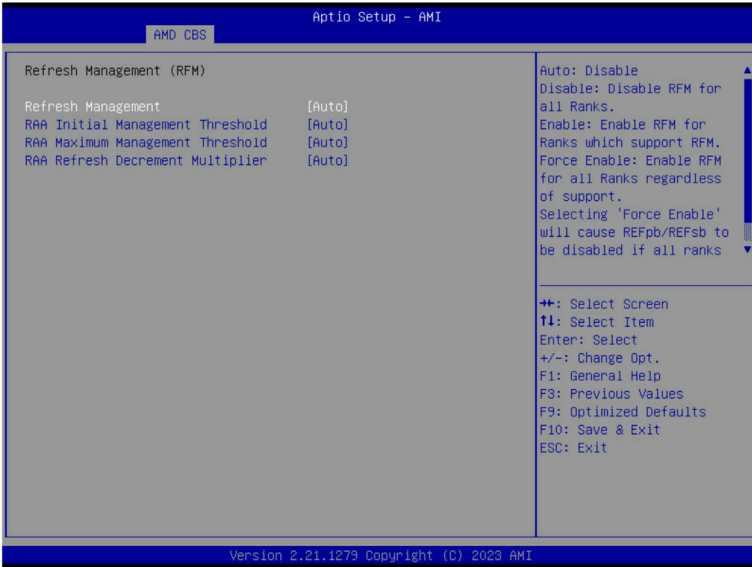 Aptio Setup - AMI
AMD CBS
Refresh Management (RFM)
Refresh Management [Auto]
RAA Initial Management Threshold [Auto]
RAA Maximum Management Threshold [Auto]
RAA Refresh Decrement Multiplier [Auto]
Auto: Disable
Disable: Disable RFM for
all Ranks.
Enable: Enable RFM for
Ranks which support RFM.
Force Enable: Enable RFM
for all Ranks regardless
of support.
Selecting 'Force Enable'
will cause REFpb/REFsb to
be disabled if all ranks
→←: Select Screen
↑↓: Select Item
Enter: Select
+/-: Change Opt.
F1: General Help
F3: Previous Values
F9: Optimized Defaults
F10: Save & Exit
ESC: Exit
Version 2.21.1279 Copyright (C) 2023 AMI